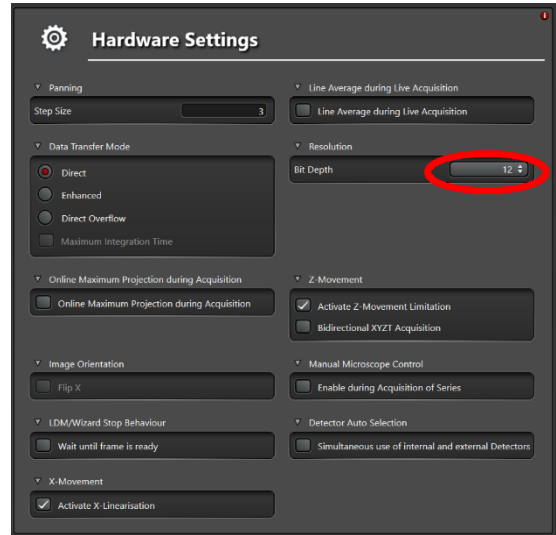 Hardware Settings
Panning
Step Size 3
Data Transfer Mode
Direct
Enhanced
Direct Overflow
Maximum Integration Time
Online Maximum Projection during Acquisition
Online Maximum Projection during Acquisition
Image Orientation
Flip X
LDM/Wizard Stop Behaviour
Wait until frame is ready
X-Movement
Activate X-Linearisation
Line Average during Live Acquisition
Line Average during Live Acquisition
Resolution
Bit Depth 12
Z-Movement
Activate Z-Movement Limitation
Bidirectional XYZT Acquisition
Manual Microscope Control
Enable during Acquisition of Series
Detector Auto Selection
Simultaneous use of internal and external Detectors